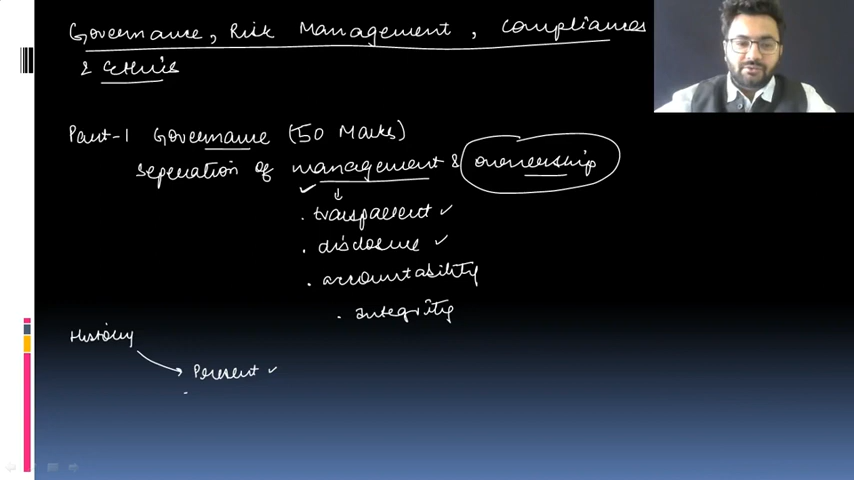 Governance, Risk Management, Compliances
& Ethics
Part-1 Governance (50 Marks)
Seperation of management & ownership
. transparent ✓
. disclosure ✓
. accountability
. integrity
History
Present ✓